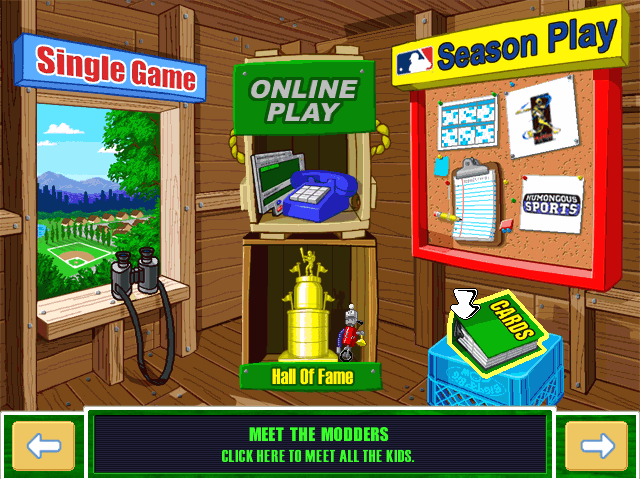 Single Game
ONLINE
PLAY
Season Play
HUMONGOUS
SPORTS
CARDS
Hall Of Fame
MEET THE MODDERS
CLICK HERE TO MEET ALL THE KIDS.